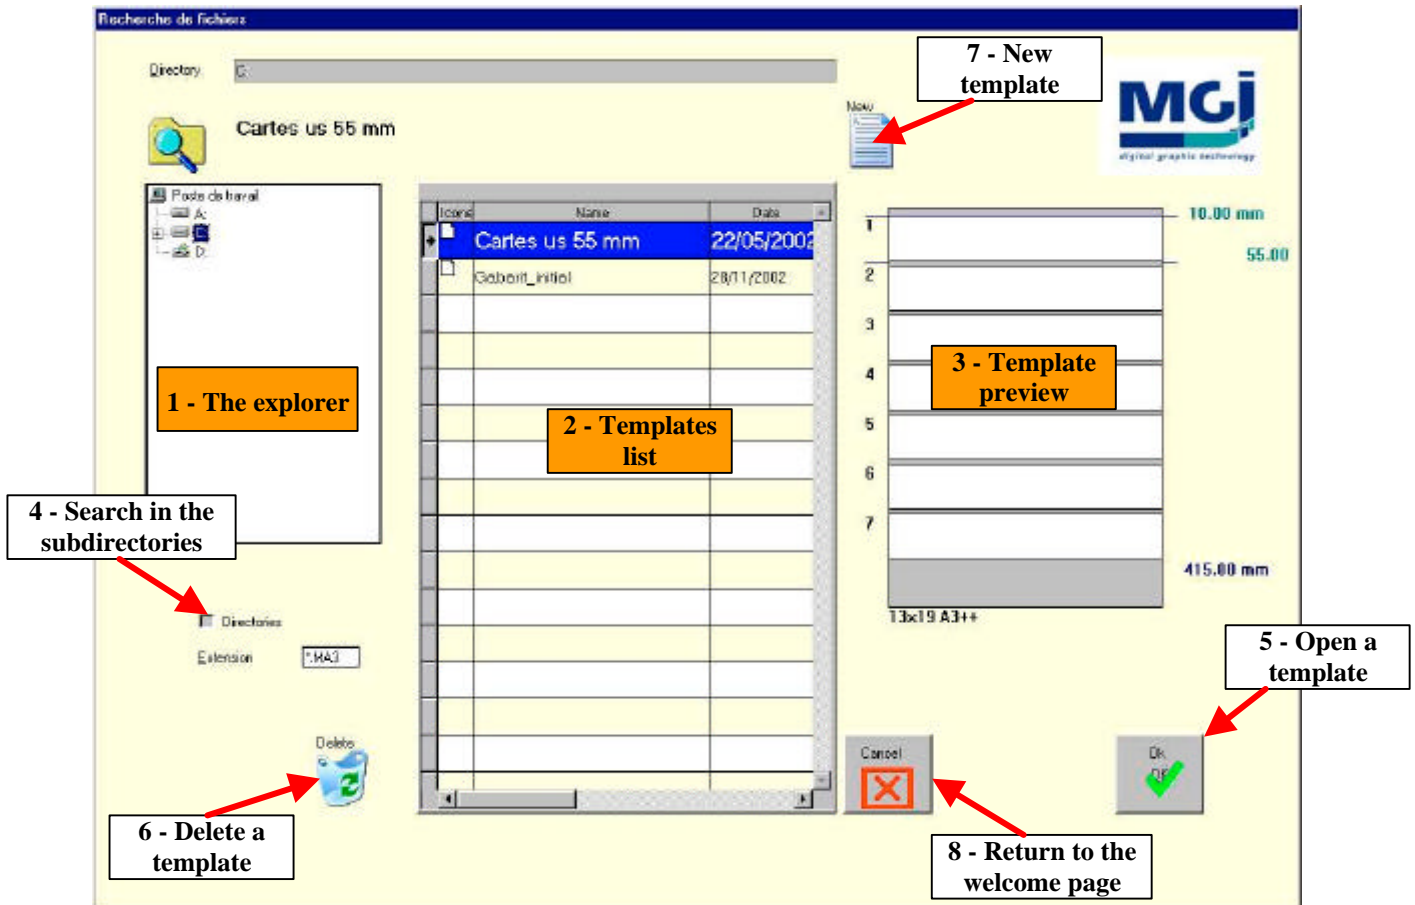 Recherche de fichiers
7 - New
template
Directory
C:
New
MGI
digital graphic technology
Cartes us 55 mm
Poste de travail
A:
C:
D:
Icons Name Date
Cartes us 55 mm 22/05/2002
Gabarit_initial 28/11/2002
1
2
3
4
5
6
7
10.00 mm
55.00
415.00 mm
13x19 A3++
1 - The explorer
2 - Templates
list
3 - Template
preview
4 - Search in the
subdirectories
Directories
Extension *.MA3
5 - Open a
template
Delete
Cancel
Ok
OK
6 - Delete a
template
8 - Return to the
welcome page